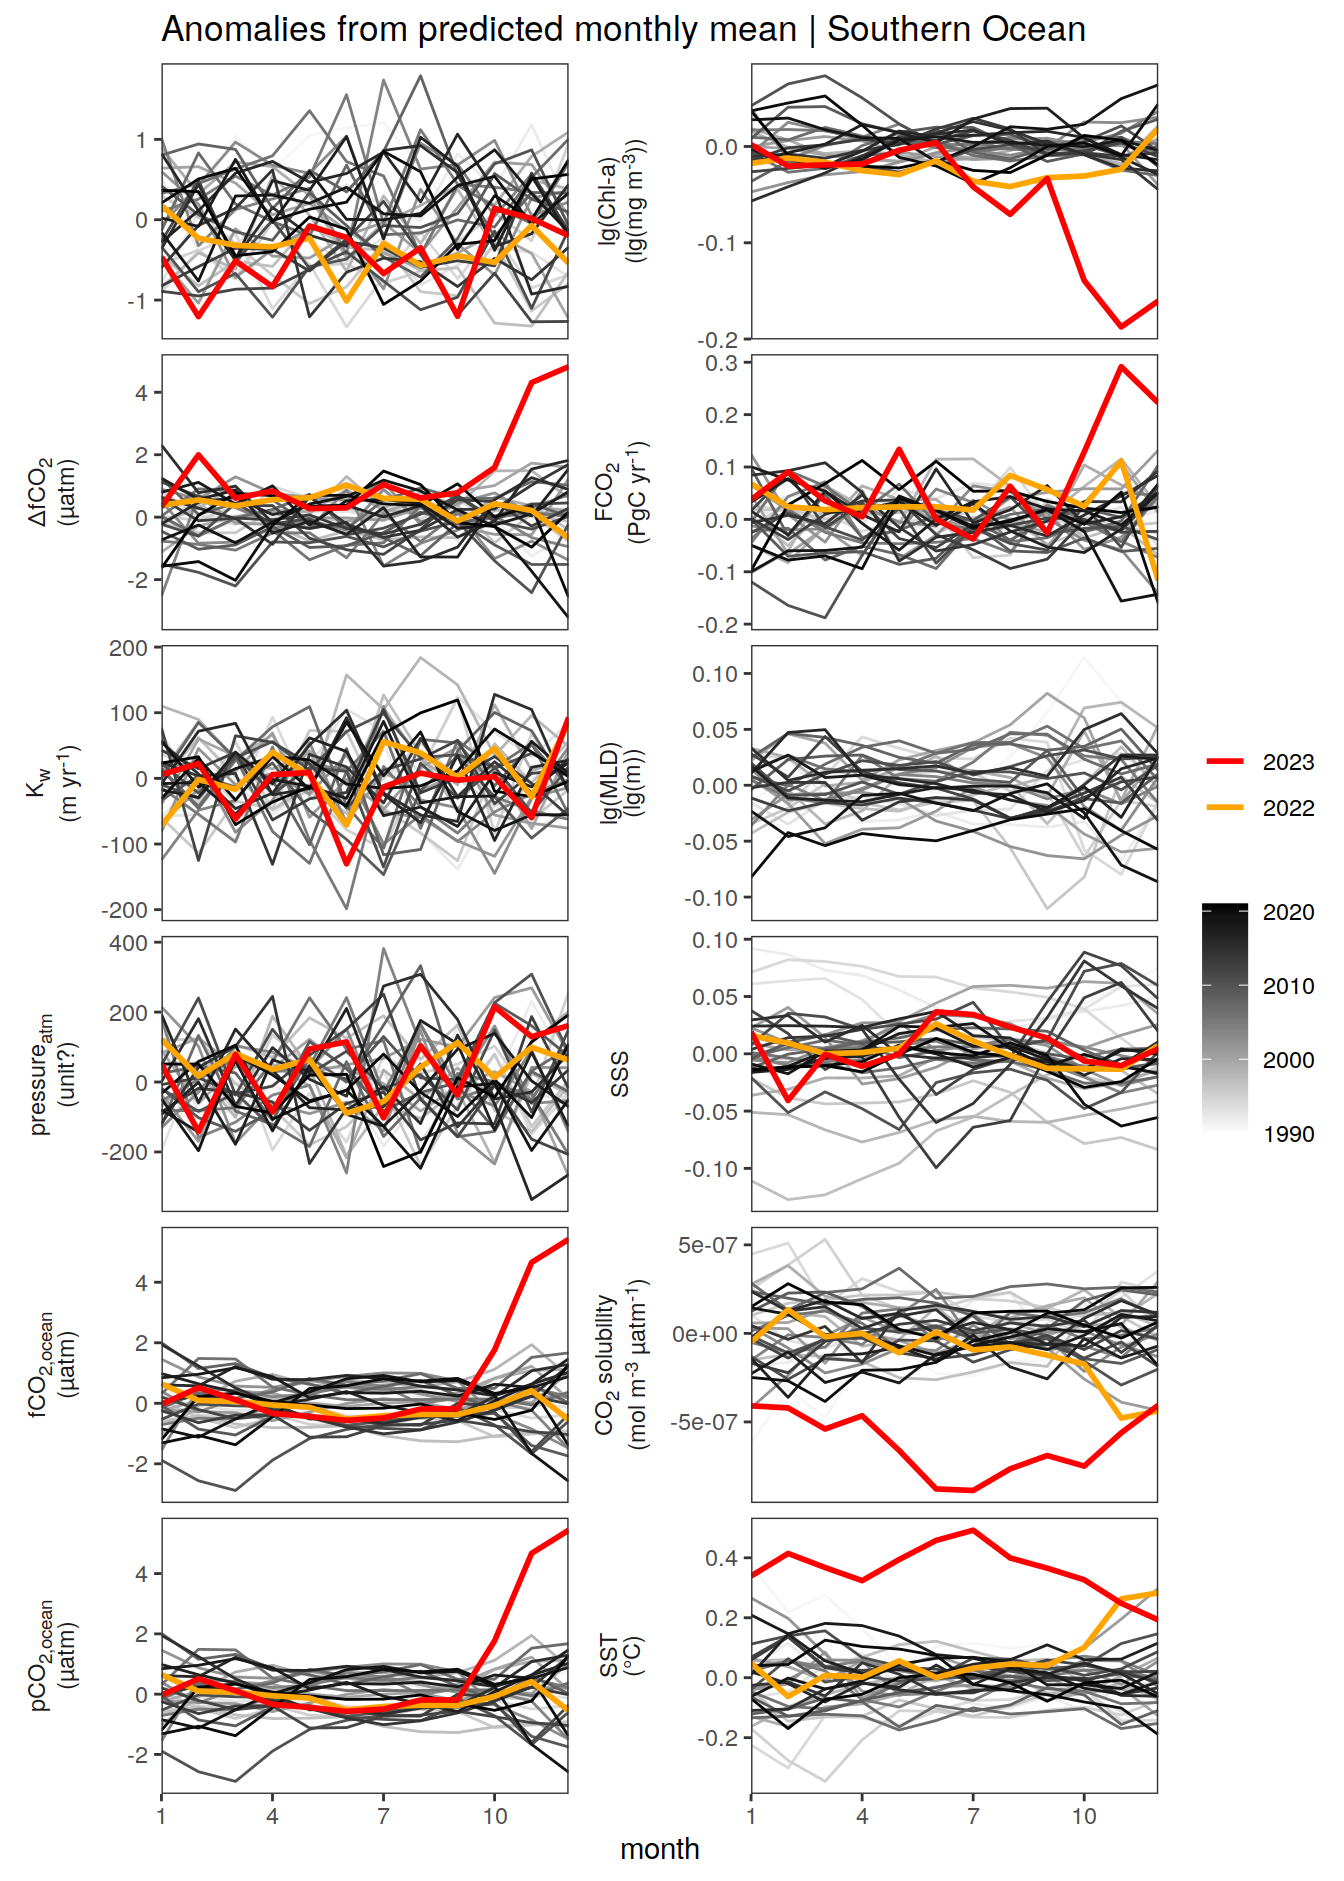 Anomalies from predicted monthly mean | Southern Ocean
1
0
-1
lg(Chl-a)
(lg(mg m⁻³))
0.0
-0.1
-0.2
ΔfCO₂
(µatm)
4
2
0
-2
FCO₂
(PgC yr⁻¹)
0.3
0.2
0.1
0.0
-0.1
-0.2
K_w
(m yr⁻¹)
200
100
0
-100
-200
lg(MLD)
(lg(m))
0.10
0.05
0.00
-0.05
-0.10
pressure_atm
(unit?)
400
200
0
-200
SSS
0.10
0.05
0.00
-0.05
-0.10
fCO₂,ocean
(µatm)
4
2
0
-2
CO₂ solubility
(mol m⁻³ µatm⁻¹)
5e-07
0e+00
-5e-07
pCO₂,ocean
(µatm)
4
2
0
-2
SST
(°C)
0.4
0.2
0.0
-0.2
1 4 7 10
1 4 7 10
month
2023
2022
2020
2010
2000
1990